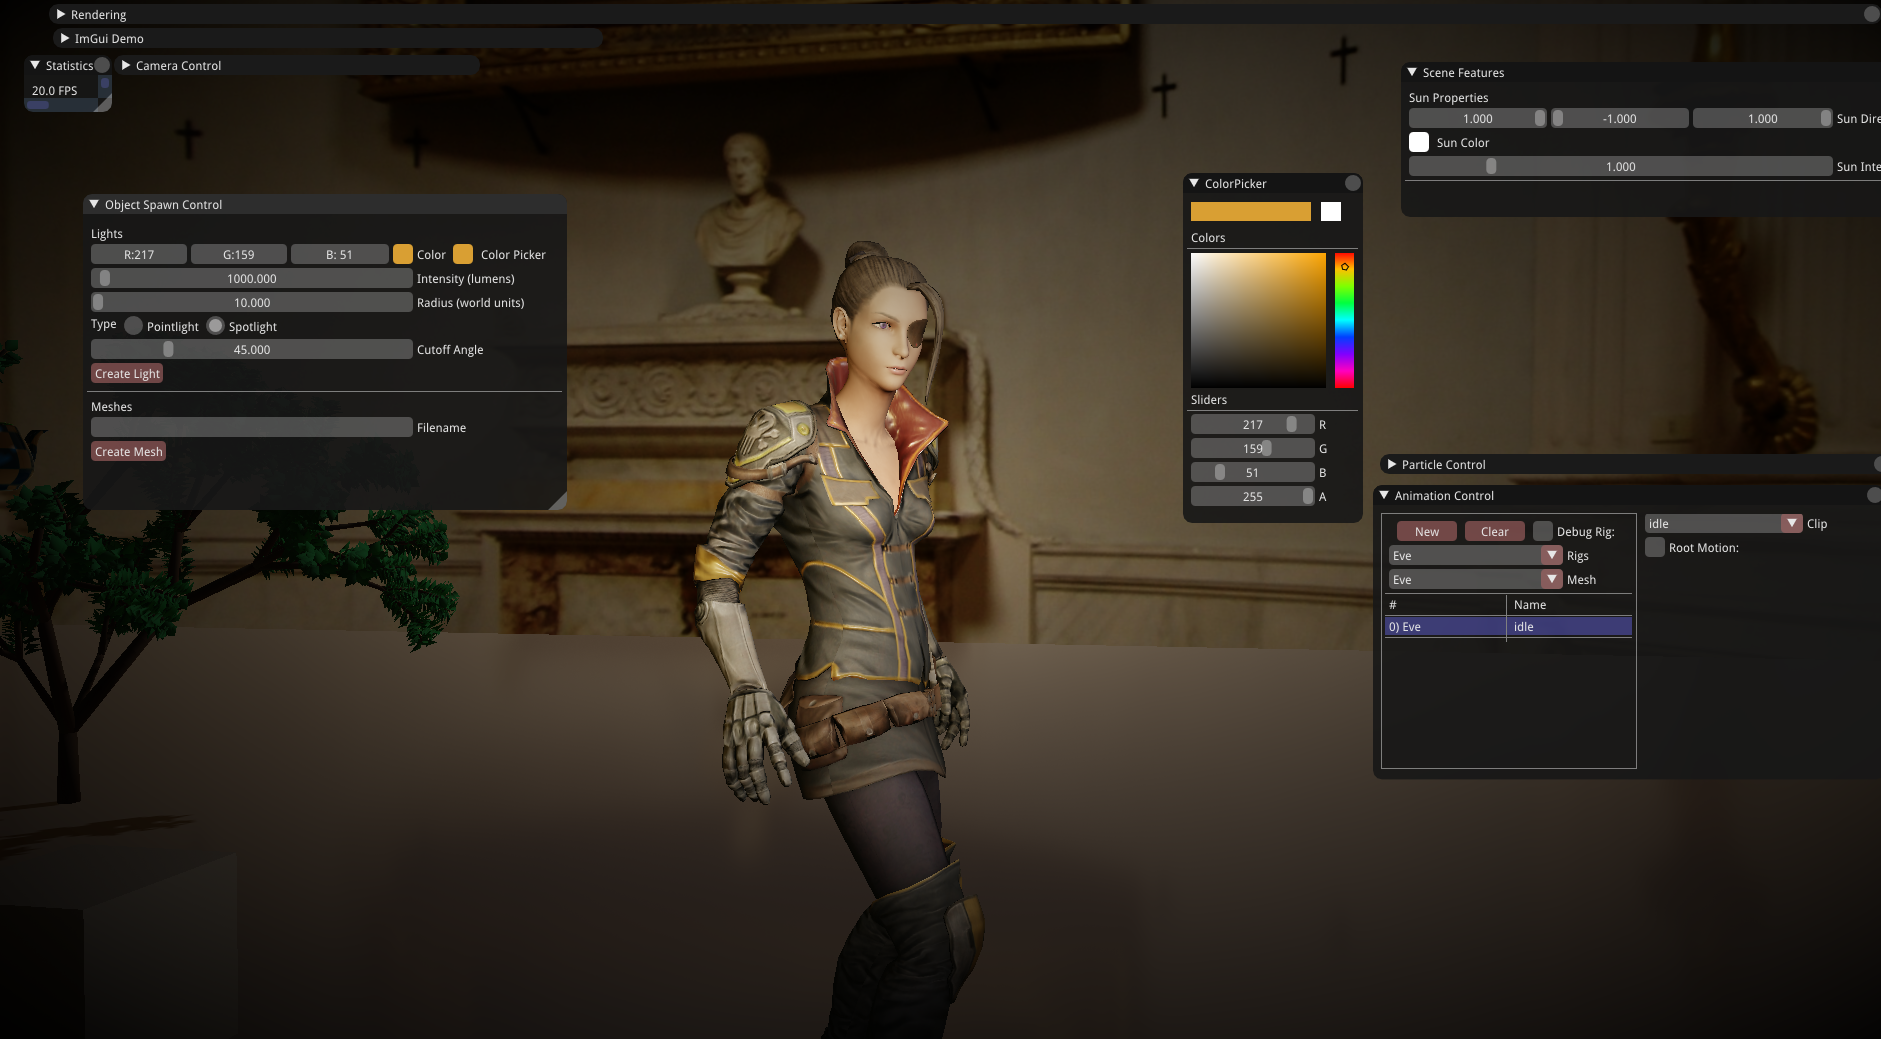 Rendering
ImGui Demo
Statistics
20.0 FPS
Camera Control
Scene Features
Sun Properties
1.000 -1.000 1.000 Sun Dire
Sun Color
1.000 Sun Inte
Object Spawn Control
Lights
R:217 G:159 B: 51 Color Color Picker
1000.000 Intensity (lumens)
10.000 Radius (world units)
Type Pointlight Spotlight
45.000 Cutoff Angle
Create Light
Meshes
Filename
Create Mesh
ColorPicker
Colors
Sliders
217 R
159 G
51 B
255 A
Particle Control
Animation Control
New Clear Debug Rig:
Eve Rigs
Eve Mesh
# Name
0) Eve idle
idle Clip
Root Motion: